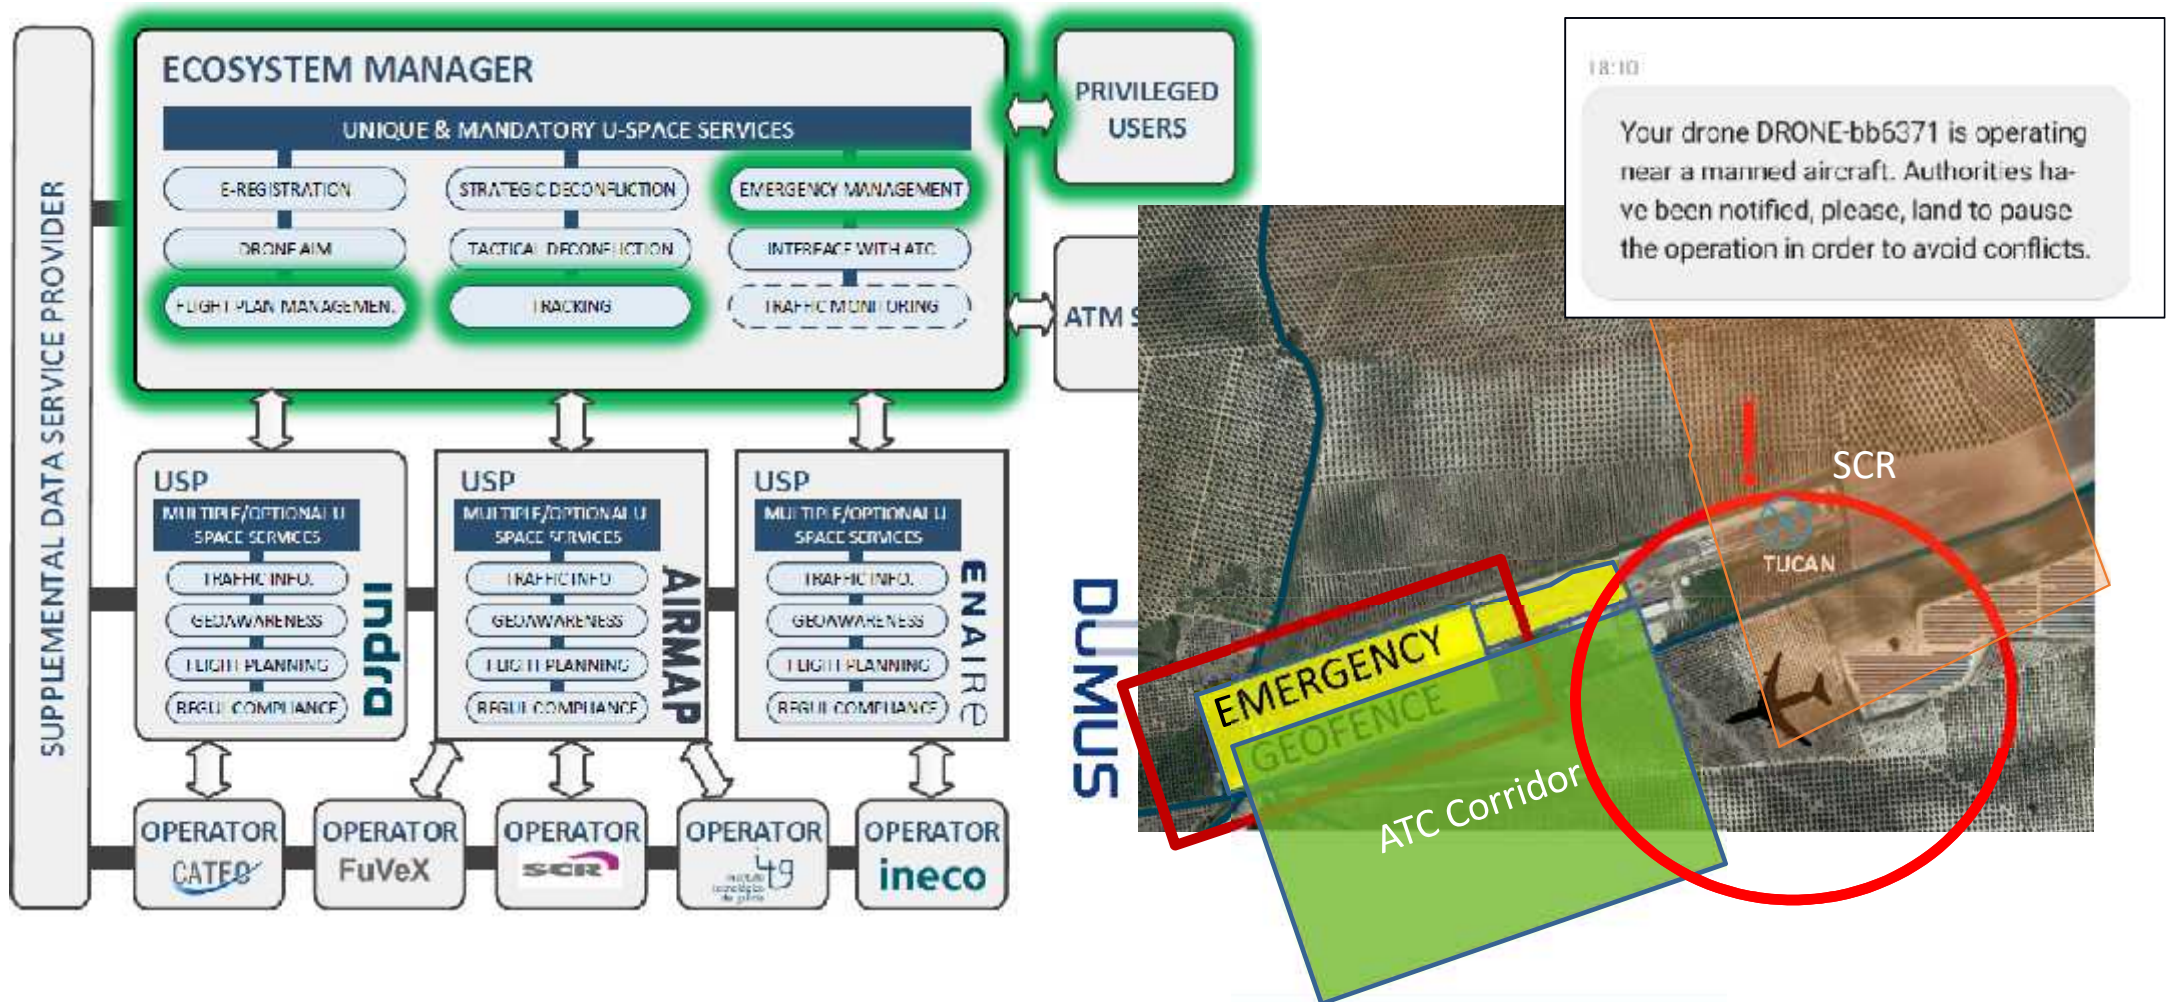 SUPPLEMENTAL DATA SERVICE PROVIDER
ECOSYSTEM MANAGER
UNIQUE & MANDATORY U-SPACE SERVICES
E-REGISTRATION
STRATEGIC DECONFLICTION
EMERGENCY MANAGEMENT
DRONE AIM
TACTICAL DECONFLICTION
INTERFACE WITH ATC
FLIGHT PLAN MANAGEMEN.
TRACKING
TRAFFIC MONITORING
PRIVILEGED
USERS
ATM S
USP
MULTIPLE/OPTIONAL U
SPACE SERVICES
TRAFFIC INFO.
GEOAWARENESS
FLIGHT PLANNING
REGUL COMPLIANCE
indra
USP
MULTIPLE/OPTIONAL U
SPACE SERVICES
TRAFFIC INFO
GEOAWARENESS
FLIGHT PLANNING
REGUL COMPLIANCE
AIRMAP
USP
MULTIPLE/OPTIONAL U
SPACE SERVICES
TRAFFIC INFO.
GEOAWARENESS
FLIGHT PLANNING
REGUL COMPLIANCE
ENAIRe
OPERATOR
CATEC
OPERATOR
FuVeX
OPERATOR
SCR
OPERATOR
itg
OPERATOR
ineco
DOMUS
18:10
Your drone DRONE-bb6371 is operating
near a manned aircraft. Authorities ha-
ve been notified, please, land to pause
the operation in order to avoid conflicts.
!
SCR
TUCAN
EMERGENCY
GEOFENCE
ATC Corridor